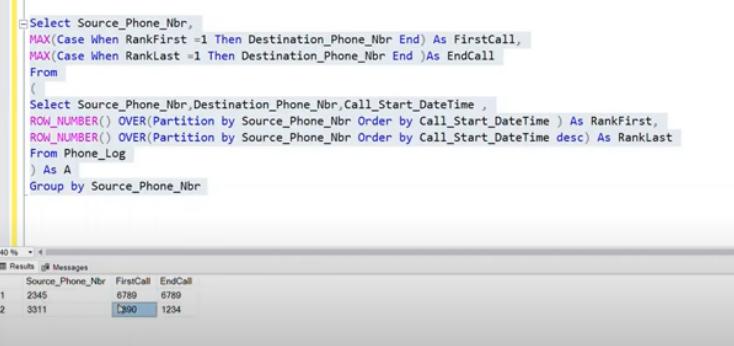 Select Source_Phone_Nbr,
MAX(Case When RankFirst =1 Then Destination_Phone_Nbr End) As FirstCall,
MAX(Case When RankLast =1 Then Destination_Phone_Nbr End )As EndCall
From
(
Select Source_Phone_Nbr,Destination_Phone_Nbr,Call_Start_DateTime ,
ROW_NUMBER() OVER(Partition by Source_Phone_Nbr Order by Call_Start_DateTime ) As RankFirst,
ROW_NUMBER() OVER(Partition by Source_Phone_Nbr Order by Call_Start_DateTime desc) As RankLast
From Phone_Log
) As A
Group by Source_Phone_Nbr
40 %
Results Messages
Source_Phone_Nbr FirstCall EndCall
1 2345 6789 6789
2 3311 1234